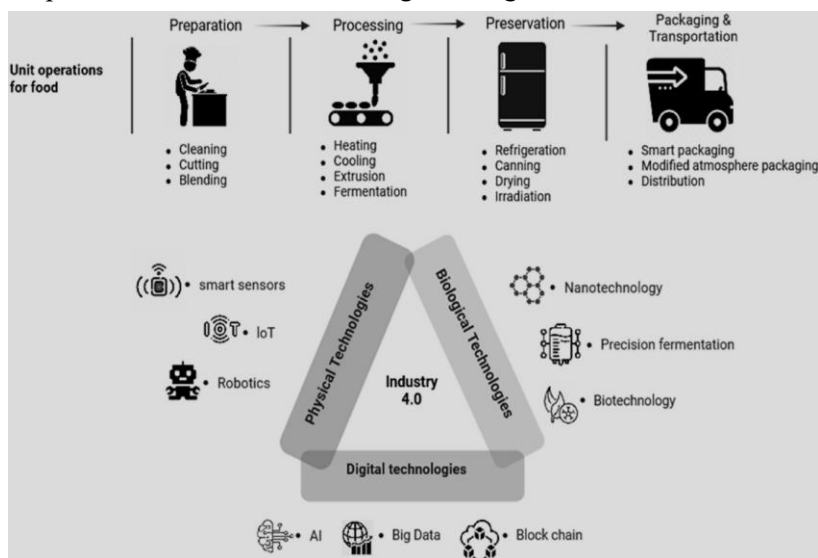 Preparation
Processing
Preservation
Packaging &
Transportation
Unit operations
for food
• Cleaning
• Cutting
• Blending
• Heating
• Cooling
• Extrusion
• Fermentation
• Refrigeration
• Canning
• Drying
• Irradiation
• Smart packaging
• Modified atmosphere packaging
• Distribution
• smart sensors
IOT • IoT
• Robotics
Physical Technologies
Biological Technologies
• Nanotechnology
• Precision fermentation
• Biotechnology
Industry
4.0
Digital technologies
• AI
• Big Data
• Block chain